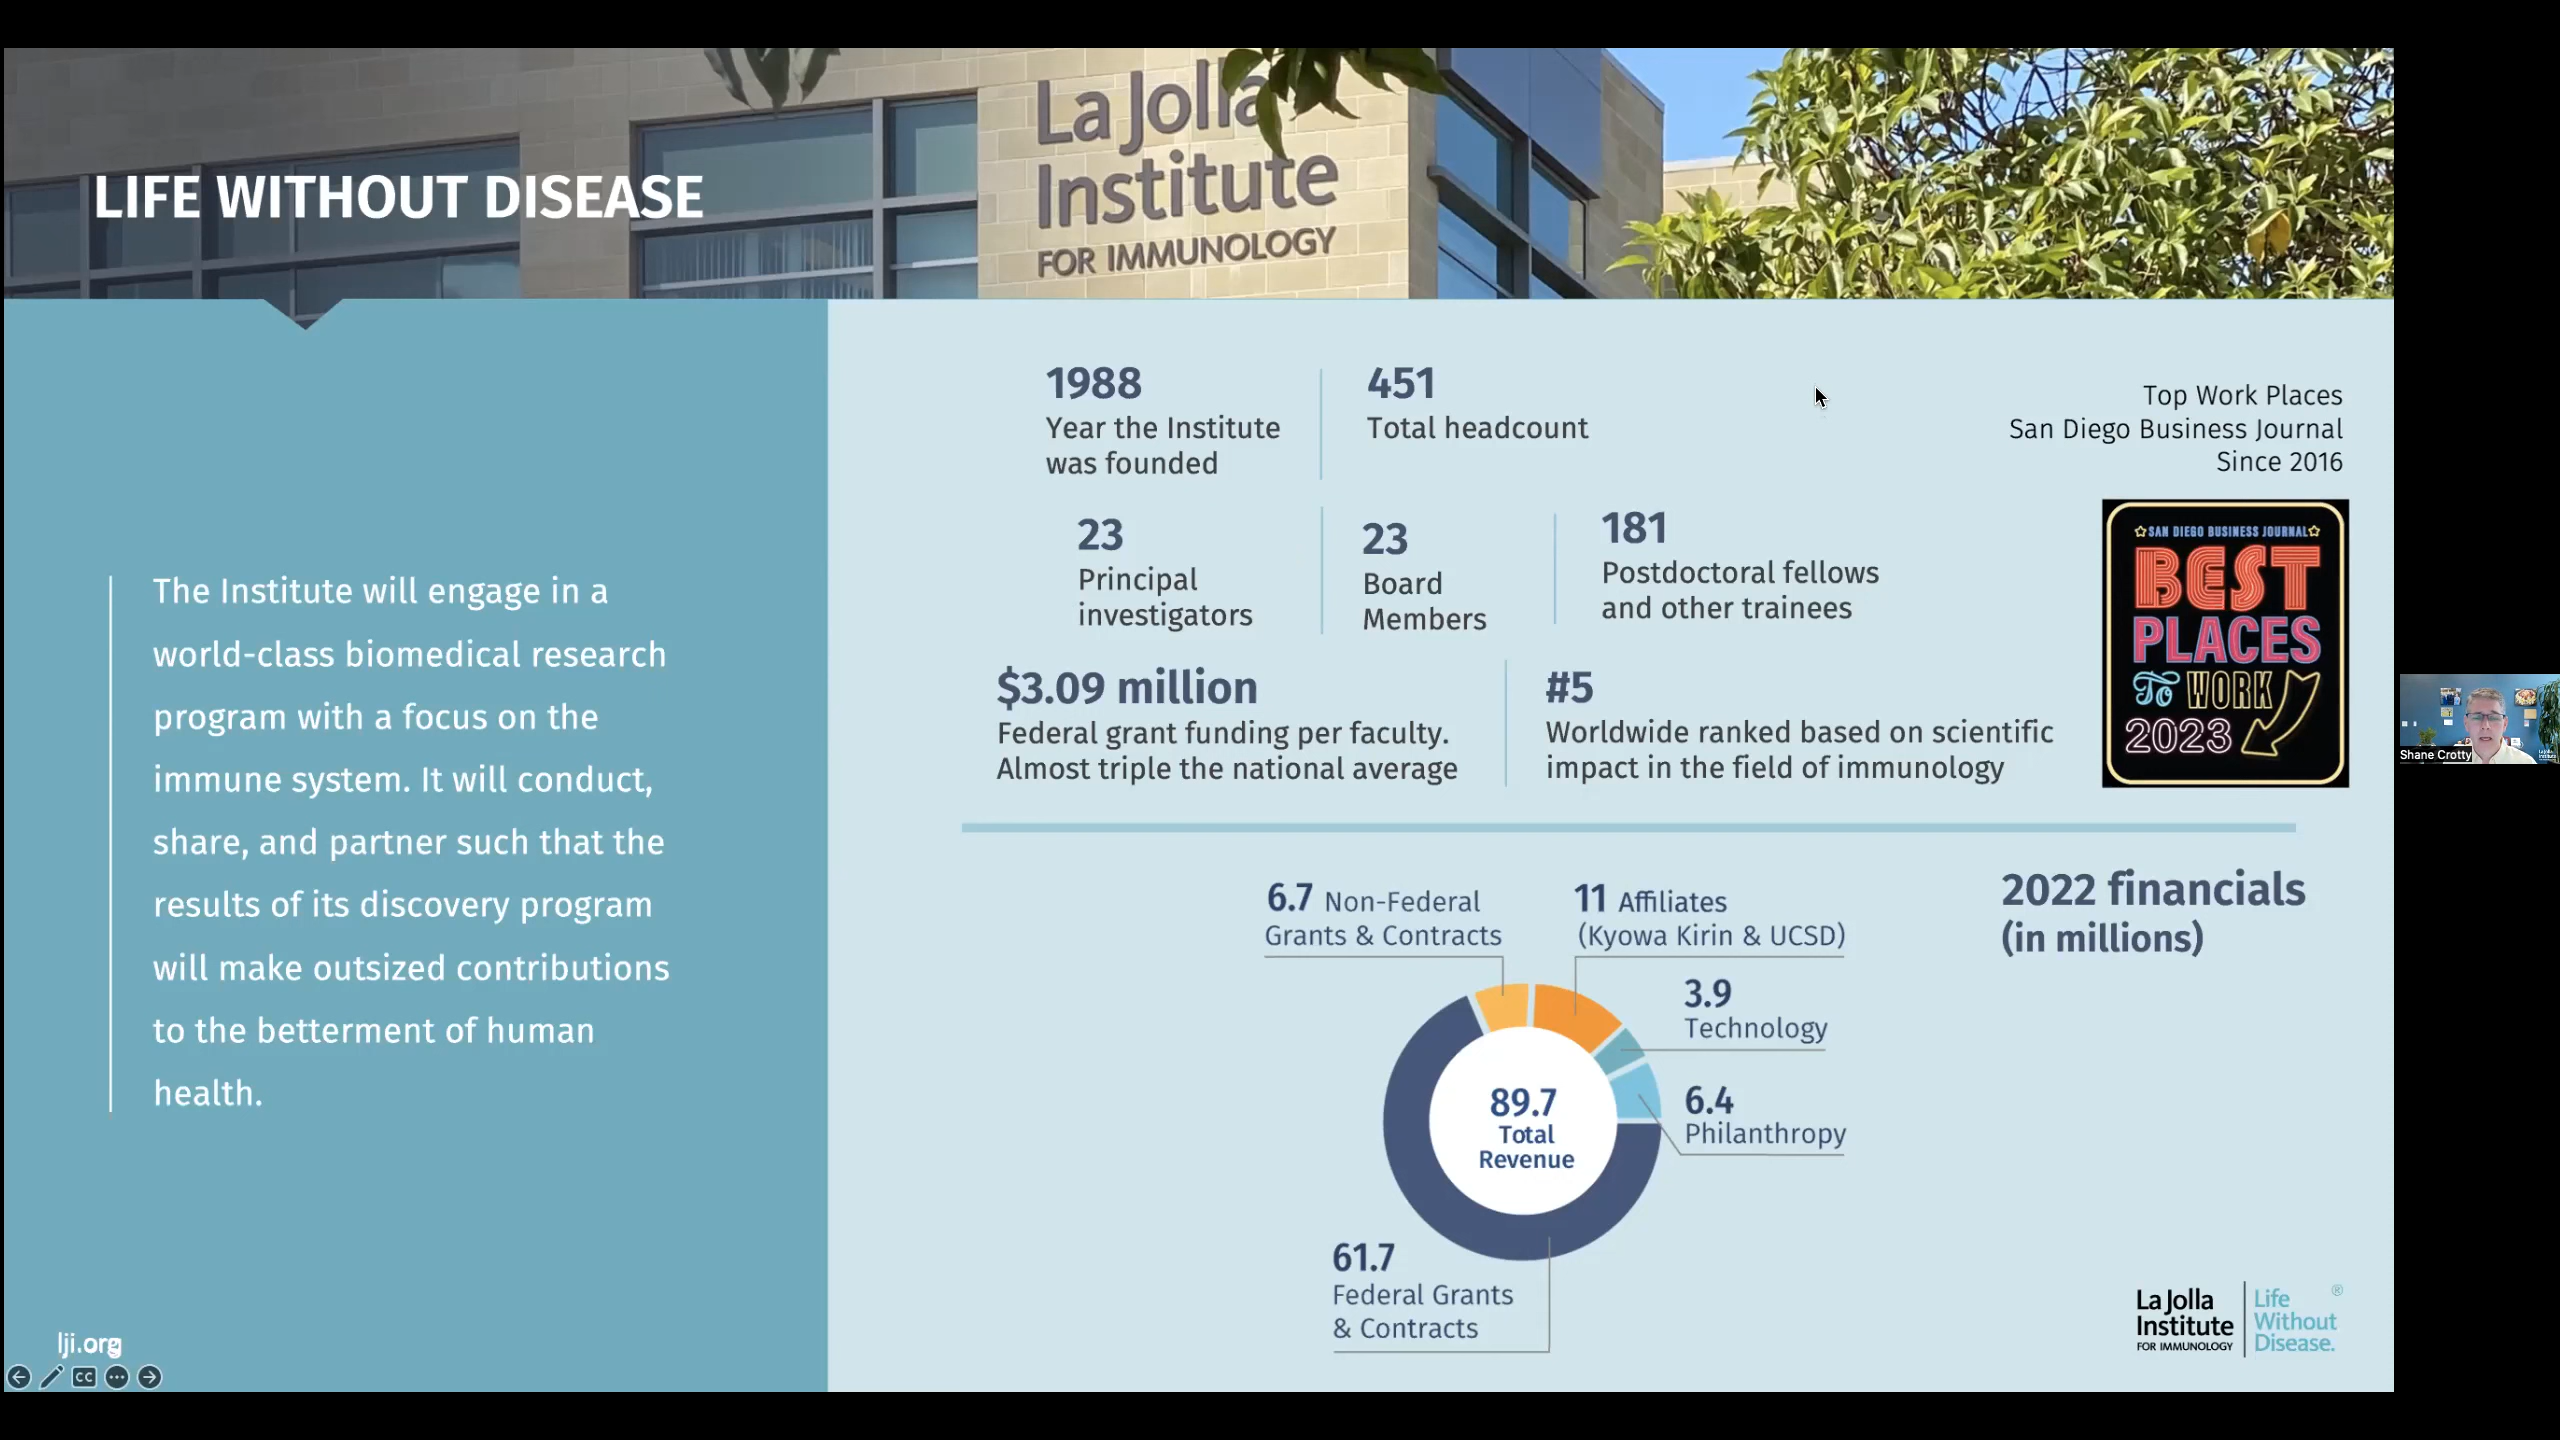 La Jolla
Institute
FOR IMMUNOLOGY
LIFE WITHOUT DISEASE
The Institute will engage in a
world-class biomedical research
program with a focus on the
immune system. It will conduct,
share, and partner such that the
results of its discovery program
will make outsized contributions
to the betterment of human
health.
lji.org
CC
1988
Year the Institute
was founded
451
Total headcount
23
Principal
investigators
23
Board
Members
181
Postdoctoral fellows
and other trainees
$3.09 million
Federal grant funding per faculty.
Almost triple the national average
#5
Worldwide ranked based on scientific
impact in the field of immunology
Top Work Places
San Diego Business Journal
Since 2016
SAN DIEGO BUSINESS JOURNAL
BEST
PLACES
To WORK
2023
2022 financials
(in millions)
6.7 Non-Federal
Grants & Contracts
11 Affiliates
(Kyowa Kirin & UCSD)
3.9
Technology
6.4
Philanthropy
89.7
Total
Revenue
61.7
Federal Grants
& Contracts
La Jolla
Institute
FOR IMMUNOLOGY
Life
Without
Disease.
®
Shane Crotty